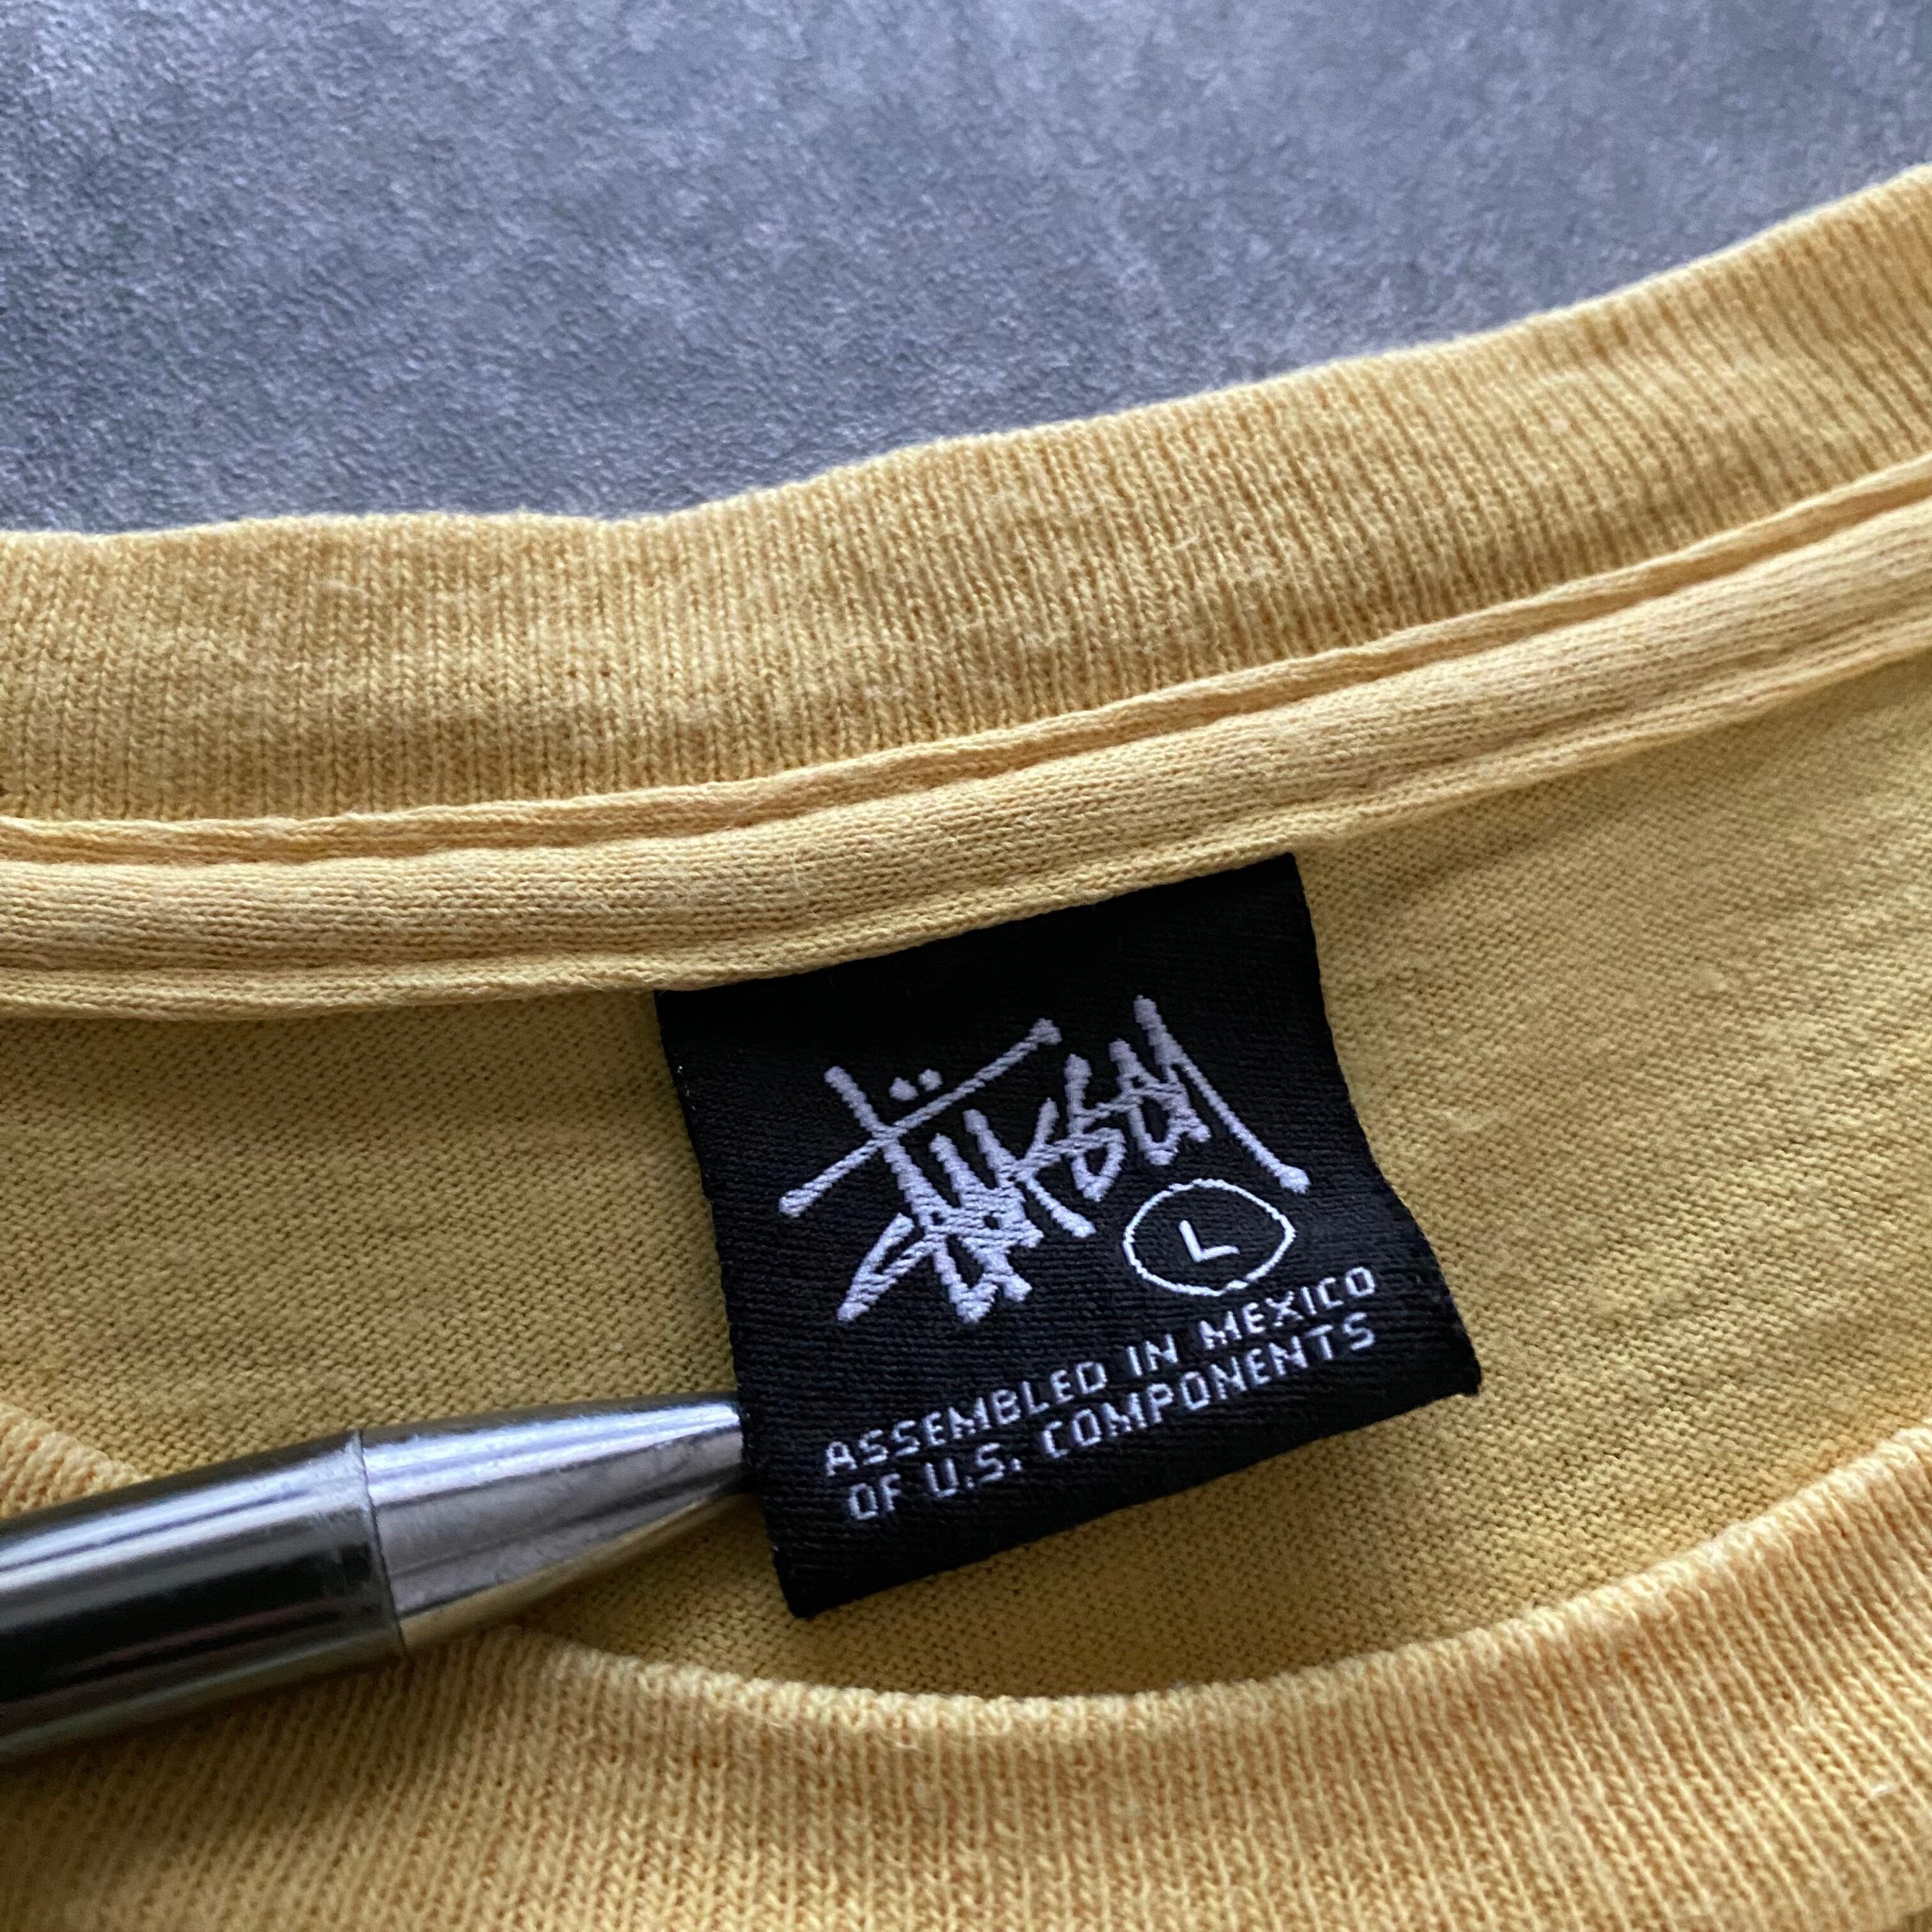 Stüssy
L
ASSEMBLED IN MEXICO
OF U.S. COMPONENTS